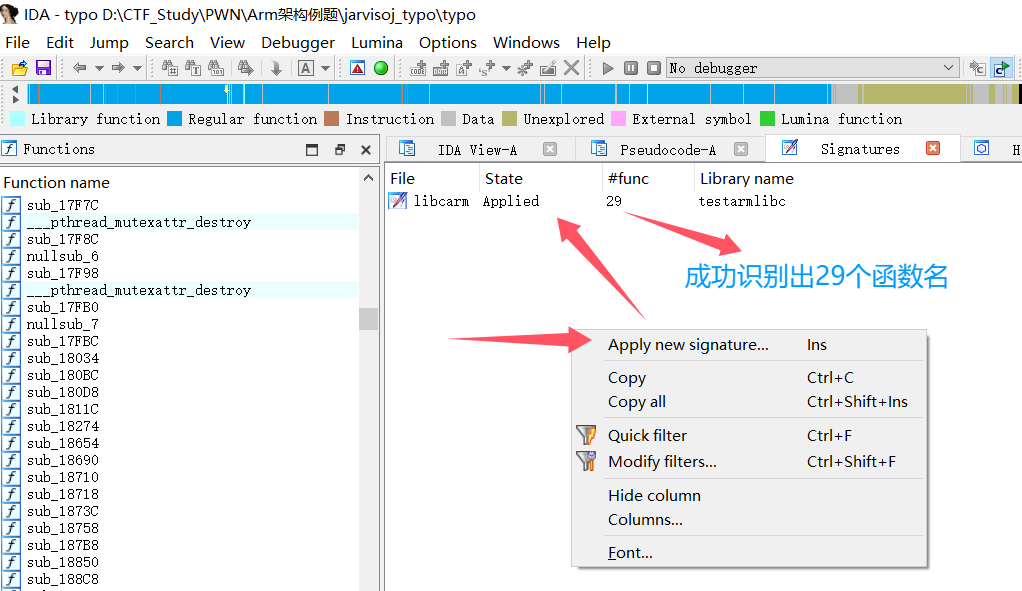 IDA - typo D:\CTF_Study\PWN\Arm架构例题\jarvisoj_typo\typo
File Edit Jump Search View Debugger Lumina Options Windows Help
No debugger
Library function Regular function Instruction Data Unexplored External symbol Lumina function
Functions
IDA View-A Pseudocode-A Signatures H
Function name
sub_17F7C
___pthread_mutexattr_destroy
sub_17F8C
nullsub_6
sub_17F98
___pthread_mutexattr_destroy
sub_17FB0
nullsub_7
sub_17FBC
sub_18034
sub_180BC
sub_180D8
sub_1811C
sub_18274
sub_18654
sub_18690
sub_18710
sub_18718
sub_1873C
sub_18758
sub_187B8
sub_18850
sub_188C8
File State #func Library name
libcarm Applied 29 testarmlibc
成功识别出29个函数名
Apply new signature... Ins
Copy Ctrl+C
Copy all Ctrl+Shift+Ins
Quick filter Ctrl+F
Modify filters... Ctrl+Shift+F
Hide column
Columns...
Font...